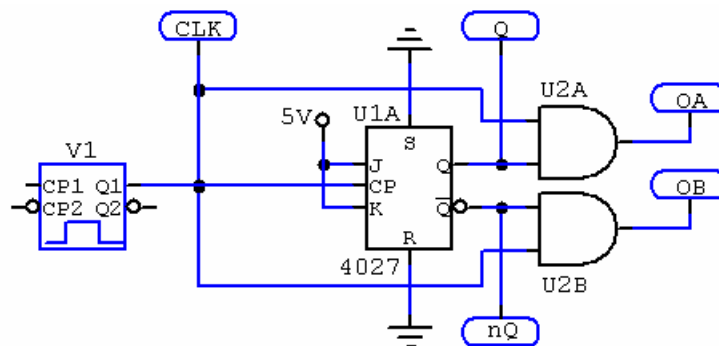 CLK
Q
U2A
OA
5V
U1A
S
V1
J
Q
CP1 Q1
CP
OB
CP2 Q2
K
Q
R
4027
U2B
nQ